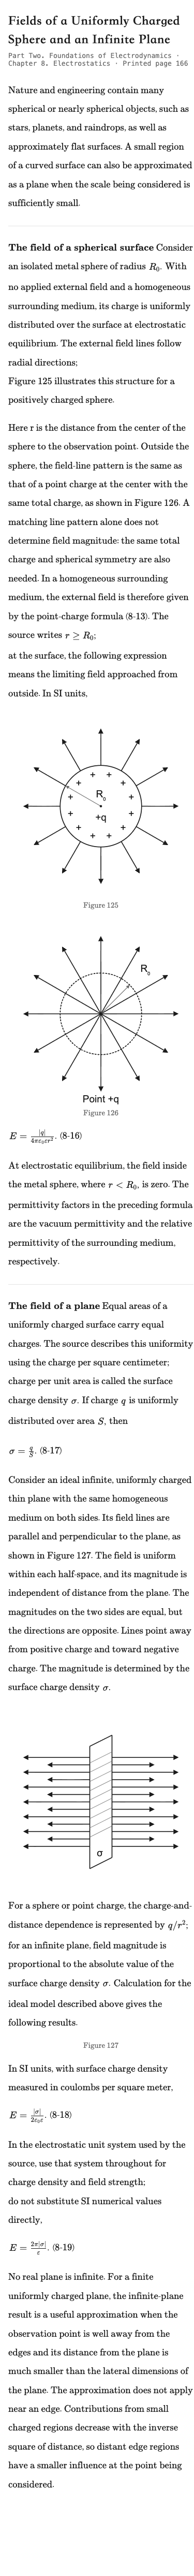 Fields of a Uniformly Charged
Sphere and an Infinite Plane
Part Two. Foundations of Electrodynamics ·
Chapter 8. Electrostatics · Printed page 166
Nature and engineering contain many
spherical or nearly spherical objects, such as
stars, planets, and raindrops, as well as
approximately flat surfaces. A small region
of a curved surface can also be approximated
as a plane when the scale being considered is
sufficiently small.
The field of a spherical surface Consider
an isolated metal sphere of radius R₀. With
no applied external field and a homogeneous
surrounding medium, its charge is uniformly
distributed over the surface at electrostatic
equilibrium. The external field lines follow
radial directions;
Figure 125 illustrates this structure for a
positively charged sphere.
Here r is the distance from the center of the
sphere to the observation point. Outside the
sphere, the field-line pattern is the same as
that of a point charge at the center with the
same total charge, as shown in Figure 126. A
matching line pattern alone does not
determine field magnitude: the same total
charge and spherical symmetry are also
needed. In a homogeneous surrounding
medium, the external field is therefore given
by the point-charge formula (8-13). The
source writes r ≥ R₀;
at the surface, the following expression
means the limiting field approached from
outside. In SI units,
+ + + + + + + + + + + +
R₀
+q
Figure 125
R₀
Point +q
Figure 126
E = |q| / 4πε₀εr². (8-16)
At electrostatic equilibrium, the field inside
the metal sphere, where r < R₀, is zero. The
permittivity factors in the preceding formula
are the vacuum permittivity and the relative
permittivity of the surrounding medium,
respectively.
The field of a plane Equal areas of a
uniformly charged surface carry equal
charges. The source describes this uniformity
using the charge per square centimeter;
charge per unit area is called the surface
charge density σ. If charge q is uniformly
distributed over area S, then
σ = q / S. (8-17)
Consider an ideal infinite, uniformly charged
thin plane with the same homogeneous
medium on both sides. Its field lines are
parallel and perpendicular to the plane, as
shown in Figure 127. The field is uniform
within each half-space, and its magnitude is
independent of distance from the plane. The
magnitudes on the two sides are equal, but
the directions are opposite. Lines point away
from positive charge and toward negative
charge. The magnitude is determined by the
surface charge density σ.
σ
For a sphere or point charge, the charge-and-
distance dependence is represented by q/r²;
for an infinite plane, field magnitude is
proportional to the absolute value of the
surface charge density σ. Calculation for the
ideal model described above gives the
following results.
Figure 127
In SI units, with surface charge density
measured in coulombs per square meter,
E = |σ| / 2ε₀ε. (8-18)
In the electrostatic unit system used by the
source, use that system throughout for
charge density and field strength;
do not substitute SI numerical values
directly,
E = 2π|σ| / ε. (8-19)
No real plane is infinite. For a finite
uniformly charged plane, the infinite-plane
result is a useful approximation when the
observation point is well away from the
edges and its distance from the plane is
much smaller than the lateral dimensions of
the plane. The approximation does not apply
near an edge. Contributions from small
charged regions decrease with the inverse
square of distance, so distant edge regions
have a smaller influence at the point being
considered.